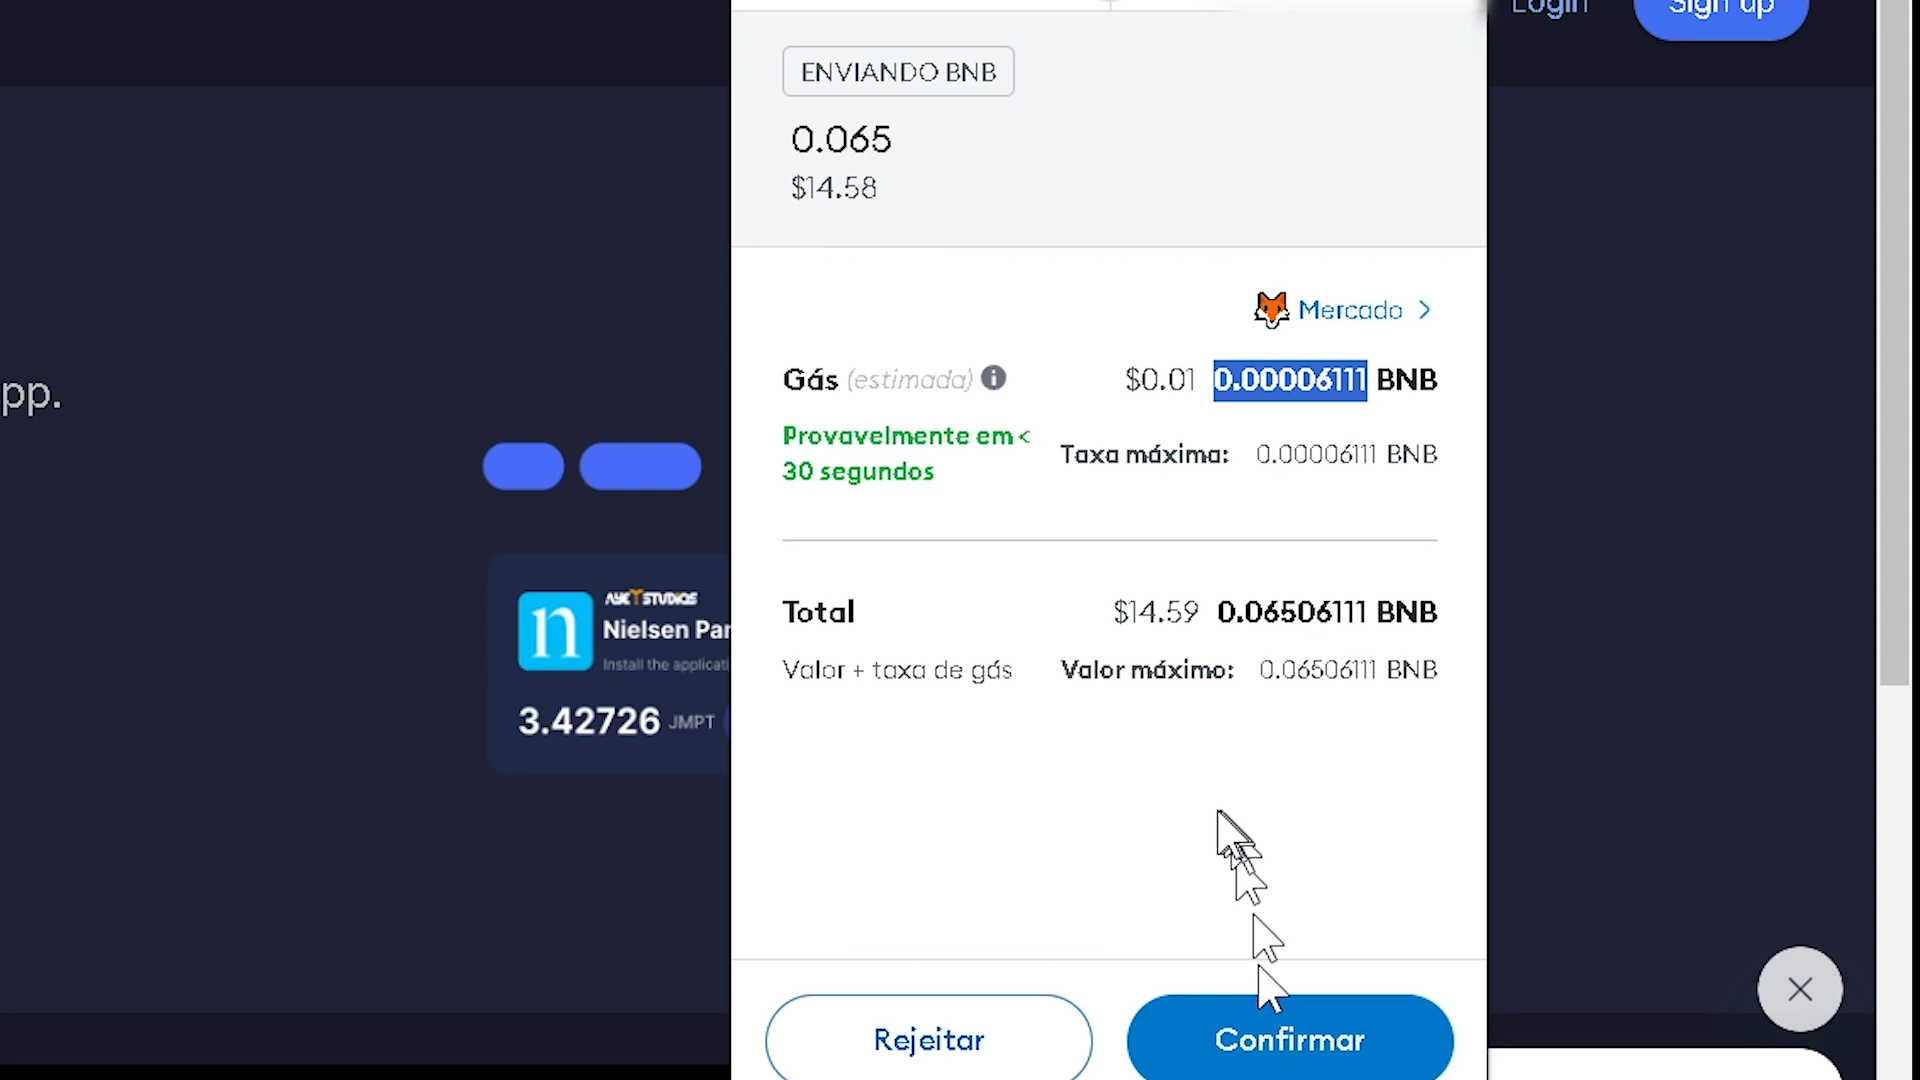 Login
Sign up
ENVIANDO BNB
0.065
$14.58
Mercado
Gás (estimada) $0.01 0.00006111 BNB
Provavelmente em <
30 segundos
Taxa máxima: 0.00006111 BNB
pp.
AYET STUDIOS
Nielsen Par
Install the applicati
3.42726 JMPT
Total $14.59 0.06506111 BNB
Valor + taxa de gás Valor máximo: 0.06506111 BNB
Rejeitar
Confirmar